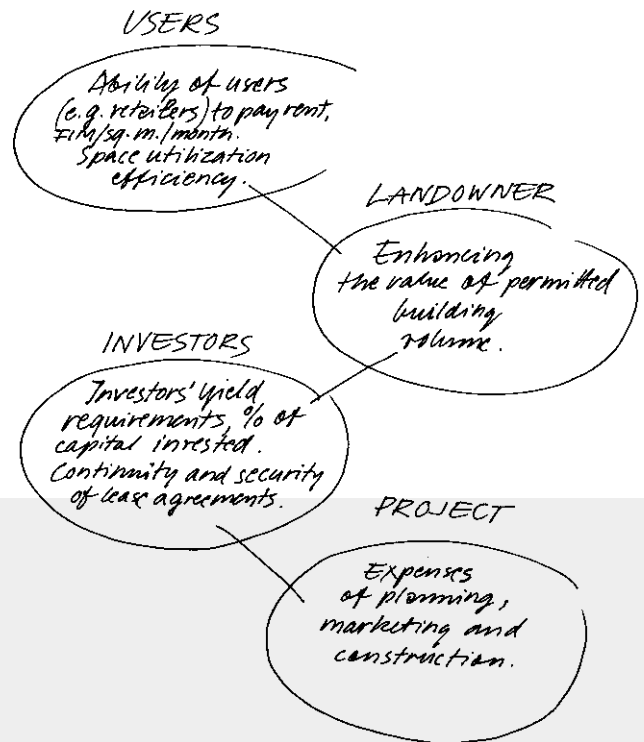 USERS
Ability of users
(e.g. retailers) to pay rent,
FIM/sq.m./month.
Space utilization
efficiency.
LANDOWNER
Enhancing
the value of permitted
building
volume.
INVESTORS
Investors' yield
requirements, % of
capital invested.
Continuity and security
of lease agreements.
PROJECT
Expenses
of planning,
marketing and
construction.